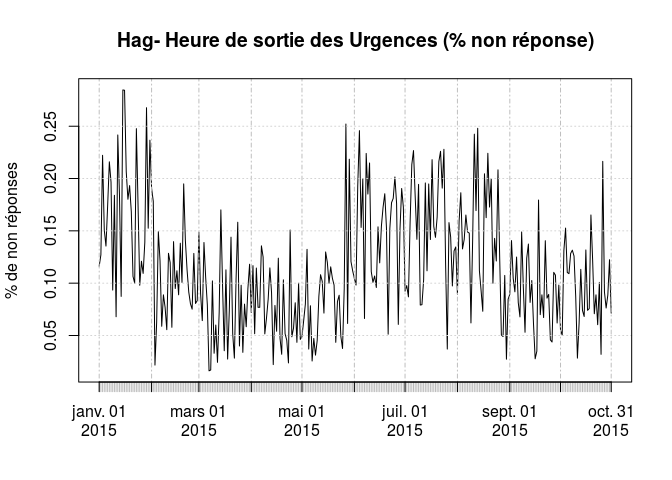 Hag- Heure de sortie des Urgences (% non réponse)
% de non réponses
0.25
0.20
0.15
0.10
0.05
janv. 01 mars 01 mai 01 juil. 01 sept. 01 oct. 31
2015 2015 2015 2015 2015 2015